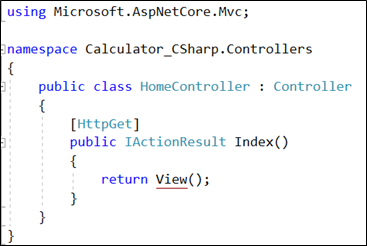 using Microsoft.AspNetCore.Mvc;
namespace Calculator_CSharp.Controllers
{
    public class HomeController : Controller
    {
        [HttpGet]
        public IActionResult Index()
        {
            return View();
        }
    }
}